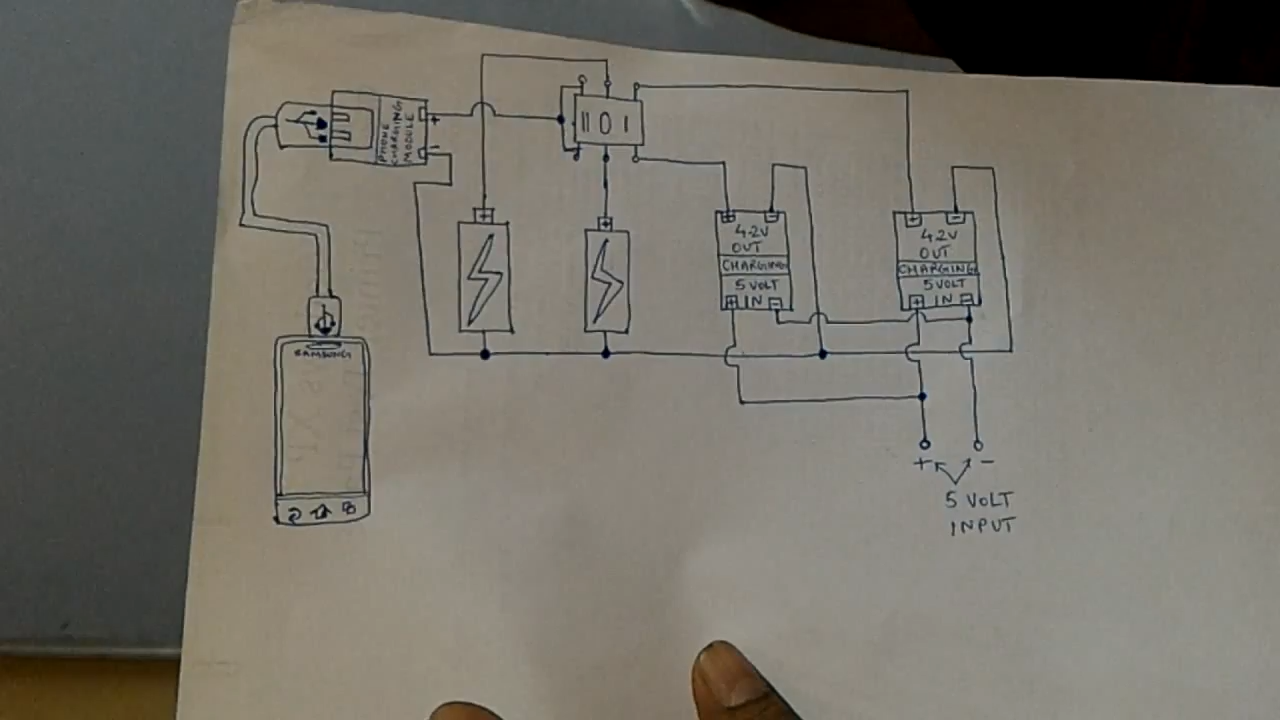 PHONE
CHARGING
MODULE
+
-
II O I
+
+
+ -
4.2V
OUT
CHARGING
5 VOLT
+ IN -
+ -
4.2V
OUT
CHARGING
5 VOLT
+ IN -
SAMSUNG
+ -
5 VOLT
INPUT